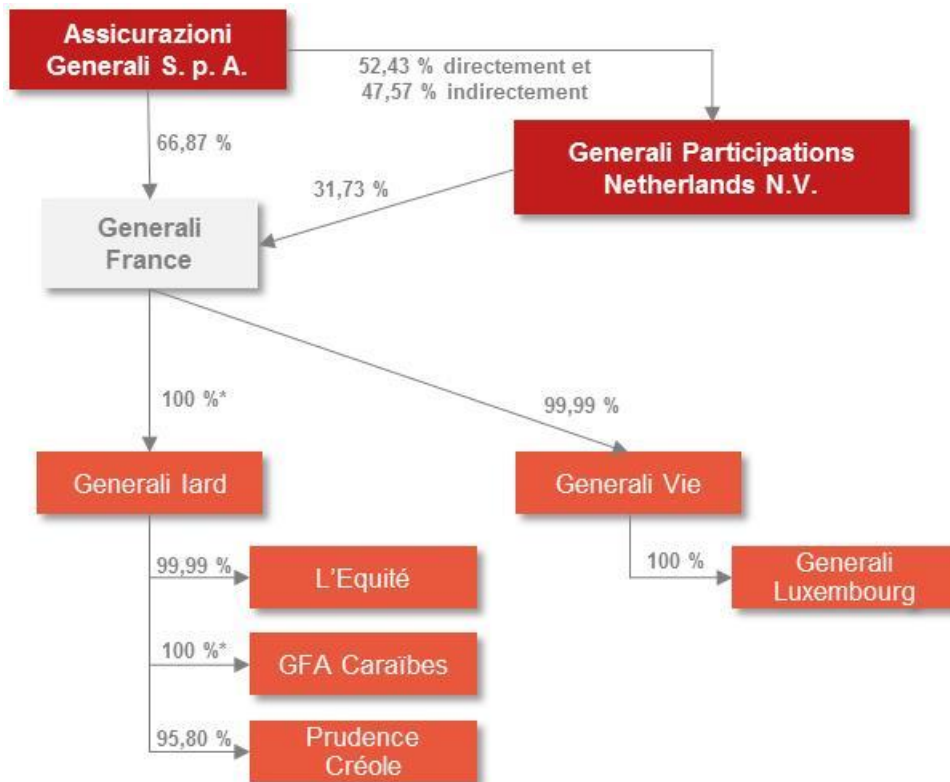 Assicurazioni
Generali S. p. A.
52,43 % directement et
47,57 % indirectement
66,87 %
Generali Participations
Netherlands N.V.
31,73 %
Generali
France
100 %*
99,99 %
Generali Iard
Generali Vie
99,99 %
L'Equité
100 %
Generali
Luxembourg
100 %*
GFA Caraïbes
95,80 %
Prudence
Créole